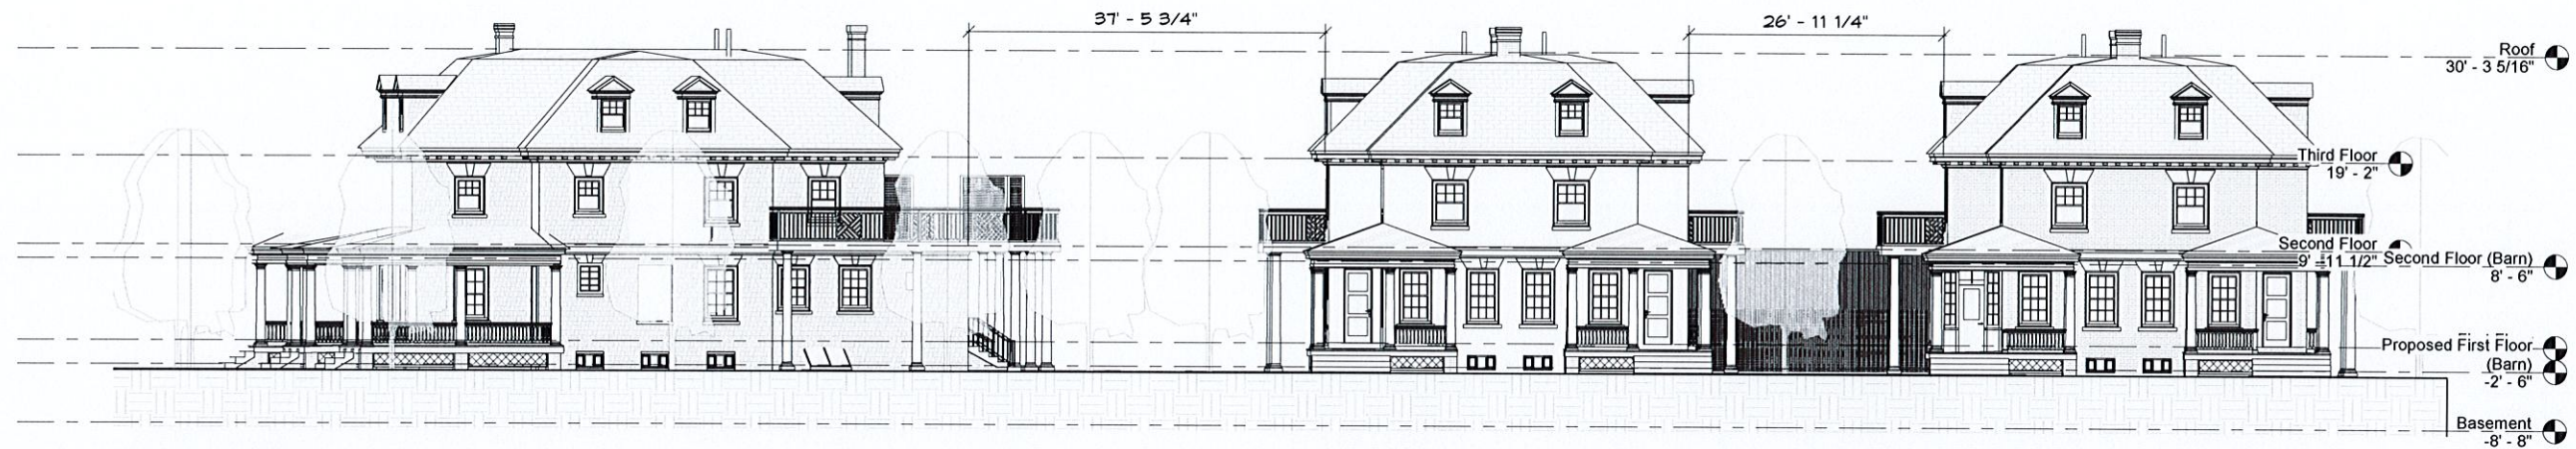 37' - 5 3/4"
26' - 11 1/4"
Roof
30' - 3 5/16"
Third Floor
19' - 2"
Second Floor
9' - 11 1/2"
Second Floor (Barn)
8' - 6"
Proposed First Floor
(Barn)
-2' - 6"
Basement
-8' - 8"